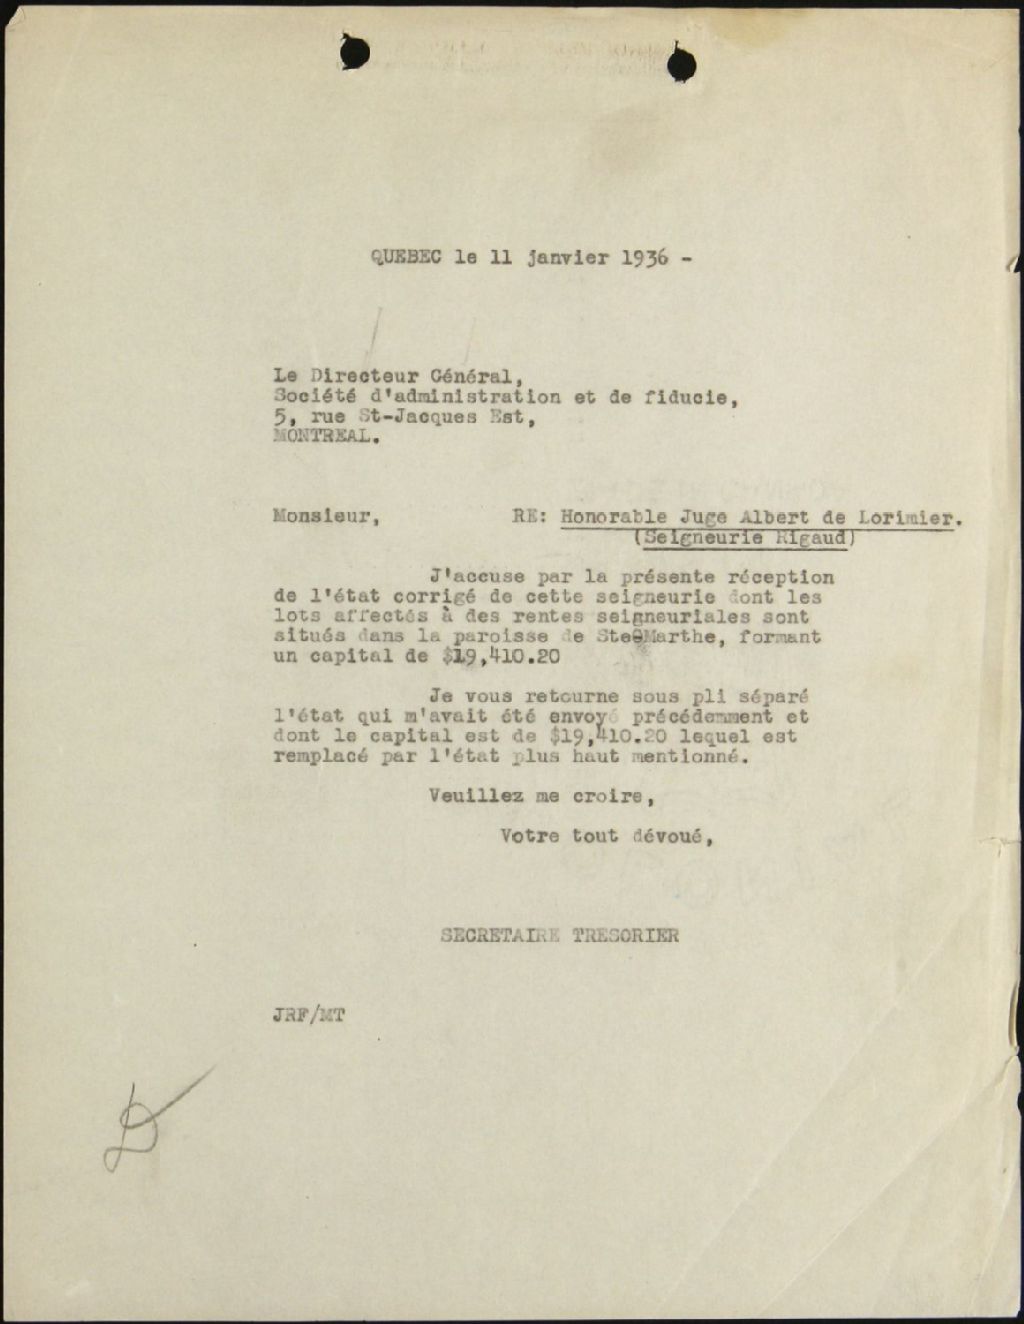 QUEBEC le 11 janvier 1936 -
Le Directeur Général,
Société d'administration et de fiducie,
5, rue St-Jacques Est,
MONTREAL.
Monsieur, RE: Honorable Juge Albert de Lorimier.
(Seigneurie Rigaud)
J'accuse par la présente réception
de l'état corrigé de cette seigneurie dont les
lots affectés à des rentes seigneuriales sont
situés dans la paroisse de Ste-Marthe, formant
un capital de $19,410.20
Je vous retourne sous pli séparé
l'état qui m'avait été envoyé précédemment et
dont le capital est de $19,410.20 lequel est
remplacé par l'état plus haut mentionné.
Veuillez me croire,
Votre tout dévoué,
SECRETAIRE TRESORIER
JRF/MT
D